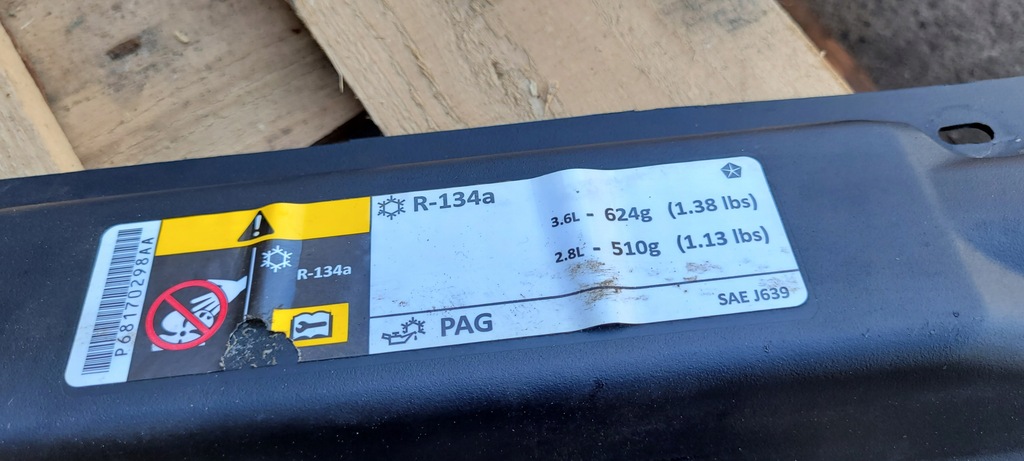 P68170298AA
R-134a
R-134a
3.6L - 624g (1.38 lbs)
2.8L - 510g (1.13 lbs)
PAG
SAE J639